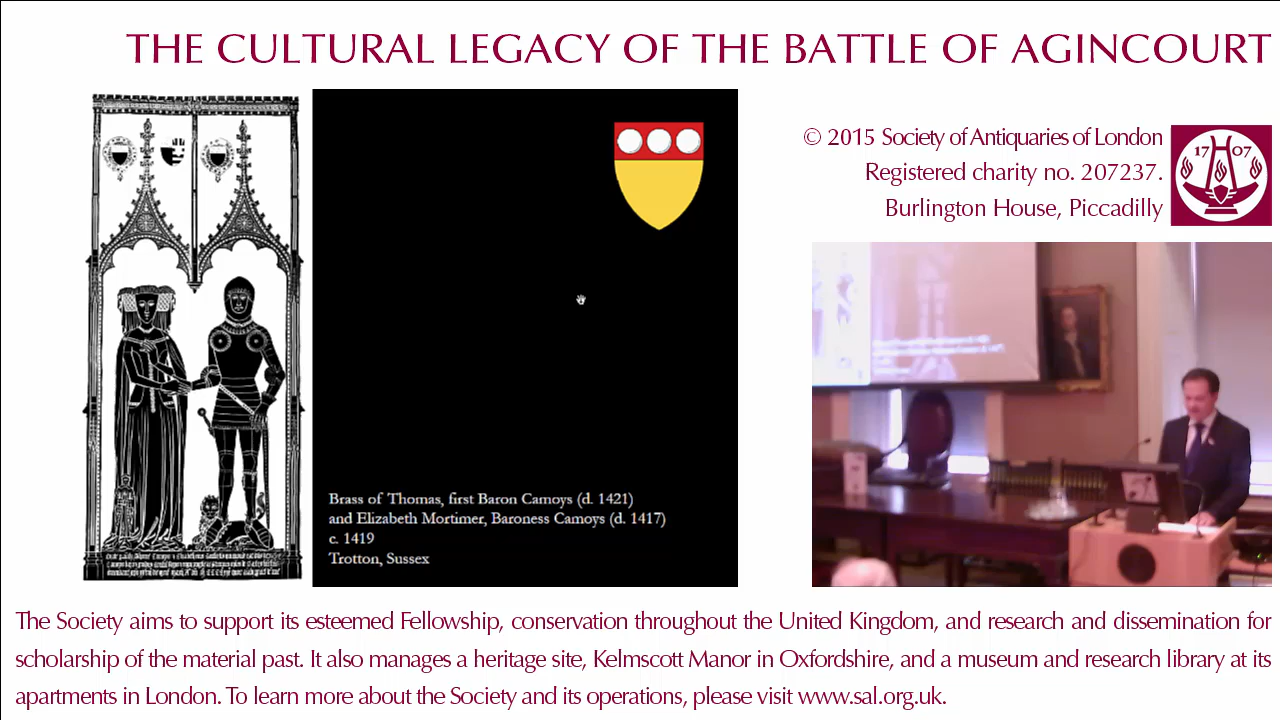 THE CULTURAL LEGACY OF THE BATTLE OF AGINCOURT
© 2015 Society of Antiquaries of London
Registered charity no. 207237.
Burlington House, Piccadilly
17 07
Brass of Thomas, first Baron Camoys (d. 1421)
and Elizabeth Mortimer, Baroness Camoys (d. 1417)
c. 1419
Trotton, Sussex
The Society aims to support its esteemed Fellowship, conservation throughout the United Kingdom, and research and dissemination for
scholarship of the material past. It also manages a heritage site, Kelmscott Manor in Oxfordshire, and a museum and research library at its
apartments in London. To learn more about the Society and its operations, please visit www.sal.org.uk.